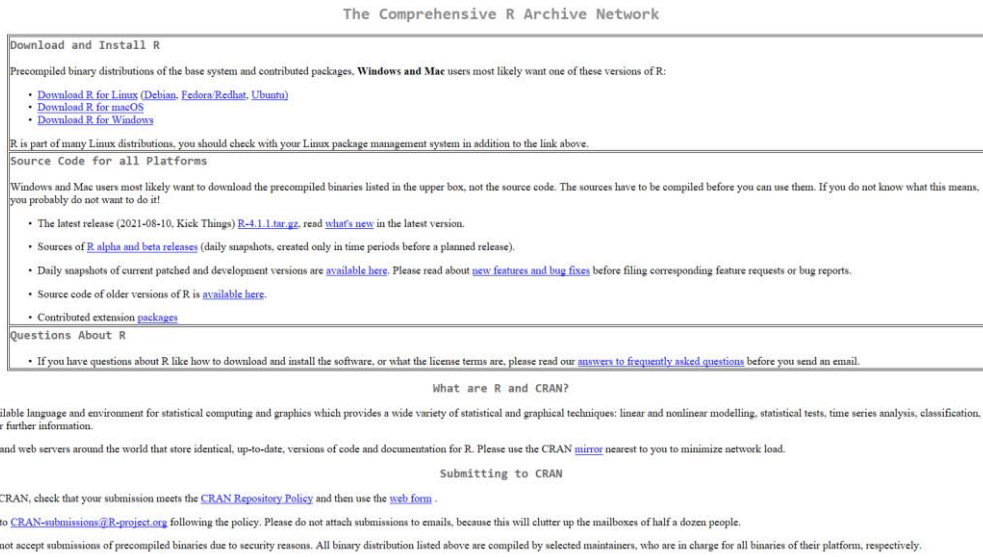 The Comprehensive R Archive Network
Download and Install R
Precompiled binary distributions of the base system and contributed packages, Windows and Mac users most likely want one of these versions of R:
• Download R for Linux (Debian, Fedora/Redhat, Ubuntu)
• Download R for macOS
• Download R for Windows
R is part of many Linux distributions, you should check with your Linux package management system in addition to the link above.
Source Code for all Platforms
Windows and Mac users most likely want to download the precompiled binaries listed in the upper box, not the source code. The sources have to be compiled before you can use them. If you do not know what this means,
you probably do not want to do it!
• The latest release (2021-08-10, Kick Things) R-4.1.1.tar.gz, read what's new in the latest version.
• Sources of R alpha and beta releases (daily snapshots, created only in time periods before a planned release).
• Daily snapshots of current patched and development versions are available here. Please read about new features and bug fixes before filing corresponding feature requests or bug reports.
• Source code of older versions of R is available here.
• Contributed extension packages
Questions About R
• If you have questions about R like how to download and install the software, or what the license terms are, please read our answers to frequently asked questions before you send an email.
What are R and CRAN?
ilable language and environment for statistical computing and graphics which provides a wide variety of statistical and graphical techniques: linear and nonlinear modelling, statistical tests, time series analysis, classification,
r further information.
and web servers around the world that store identical, up-to-date, versions of code and documentation for R. Please use the CRAN mirror nearest to you to minimize network load.
Submitting to CRAN
CRAN, check that your submission meets the CRAN Repository Policy and then use the web form .
to CRAN-submissions@R-project.org following the policy. Please do not attach submissions to emails, because this will clutter up the mailboxes of half a dozen people.
not accept submissions of precompiled binaries due to security reasons. All binary distribution listed above are compiled by selected maintainers, who are in charge for all binaries of their platform, respectively.